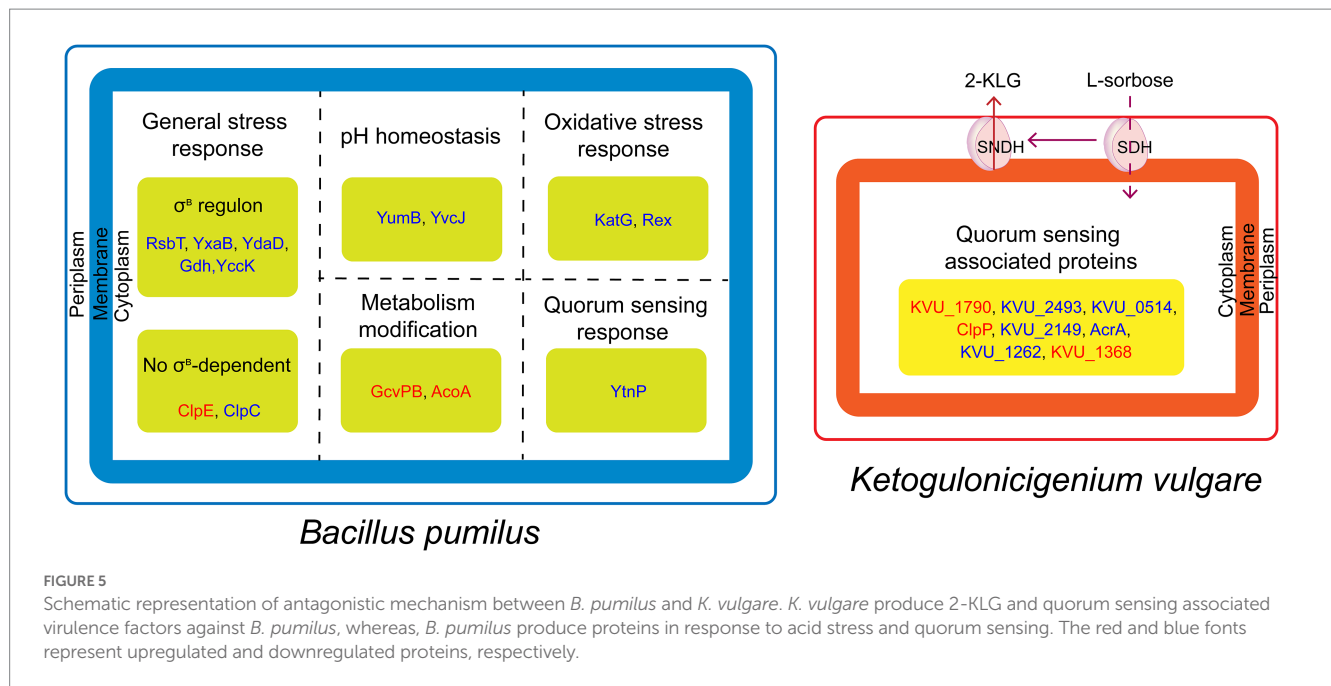 Periplasm
Membrane
Cytoplasm
General stress
response
σᴮ regulon
RsbT, YxaB, YdaD,
Gdh,YccK
No σᴮ-dependent
ClpE, ClpC
pH homeostasis
YumB, YvcJ
Metabolism
modification
GcvPB, AcoA
Oxidative stress
response
KatG, Rex
Quorum sensing
response
YtnP
Bacillus pumilus
2-KLG
L-sorbose
SNDH
SDH
Quorum sensing
associated proteins
KVU_1790, KVU_2493, KVU_0514,
ClpP, KVU_2149, AcrA,
KVU_1262, KVU_1368
Cytoplasm
Membrane
Periplasm
Ketogulonicigenium vulgare
FIGURE 5
Schematic representation of antagonistic mechanism between B. pumilus and K. vulgare. K. vulgare produce 2-KLG and quorum sensing associated
virulence factors against B. pumilus, whereas, B. pumilus produce proteins in response to acid stress and quorum sensing. The red and blue fonts
represent upregulated and downregulated proteins, respectively.